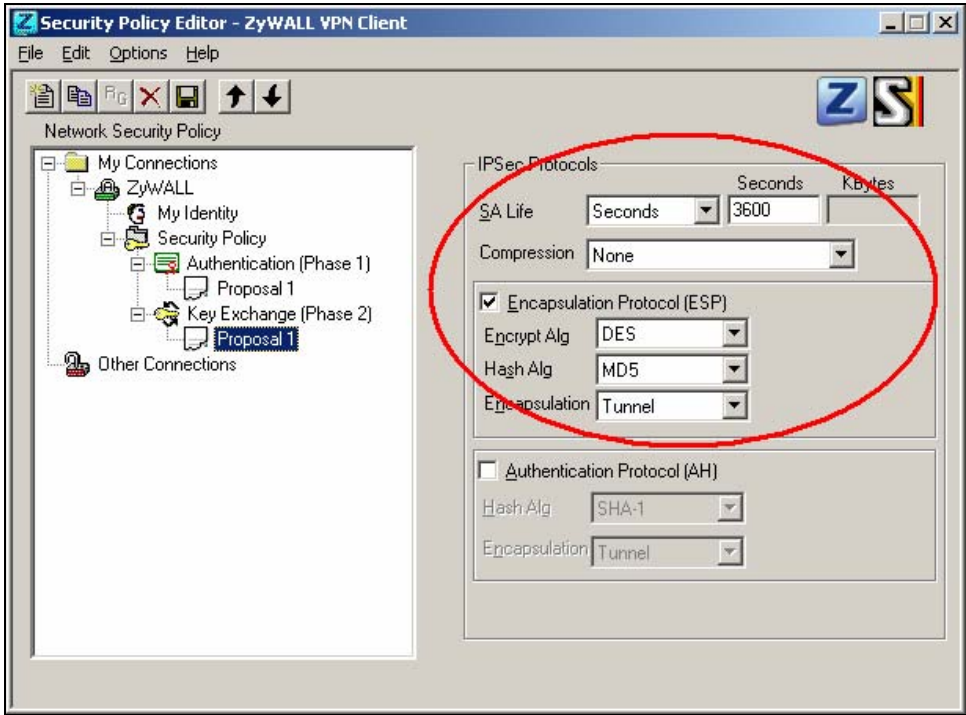 Security Policy Editor - ZyWALL VPN Client
File Edit Options Help
Network Security Policy
My Connections
ZyWALL
My Identity
Security Policy
Authentication (Phase 1)
Proposal 1
Key Exchange (Phase 2)
Proposal 1
Other Connections
IPSec Protocols
Seconds KBytes
SA Life Seconds 3600
Compression None
Encapsulation Protocol (ESP)
Encrypt Alg DES
Hash Alg MD5
Encapsulation Tunnel
Authentication Protocol (AH)
Hash Alg SHA-1
Encapsulation Tunnel